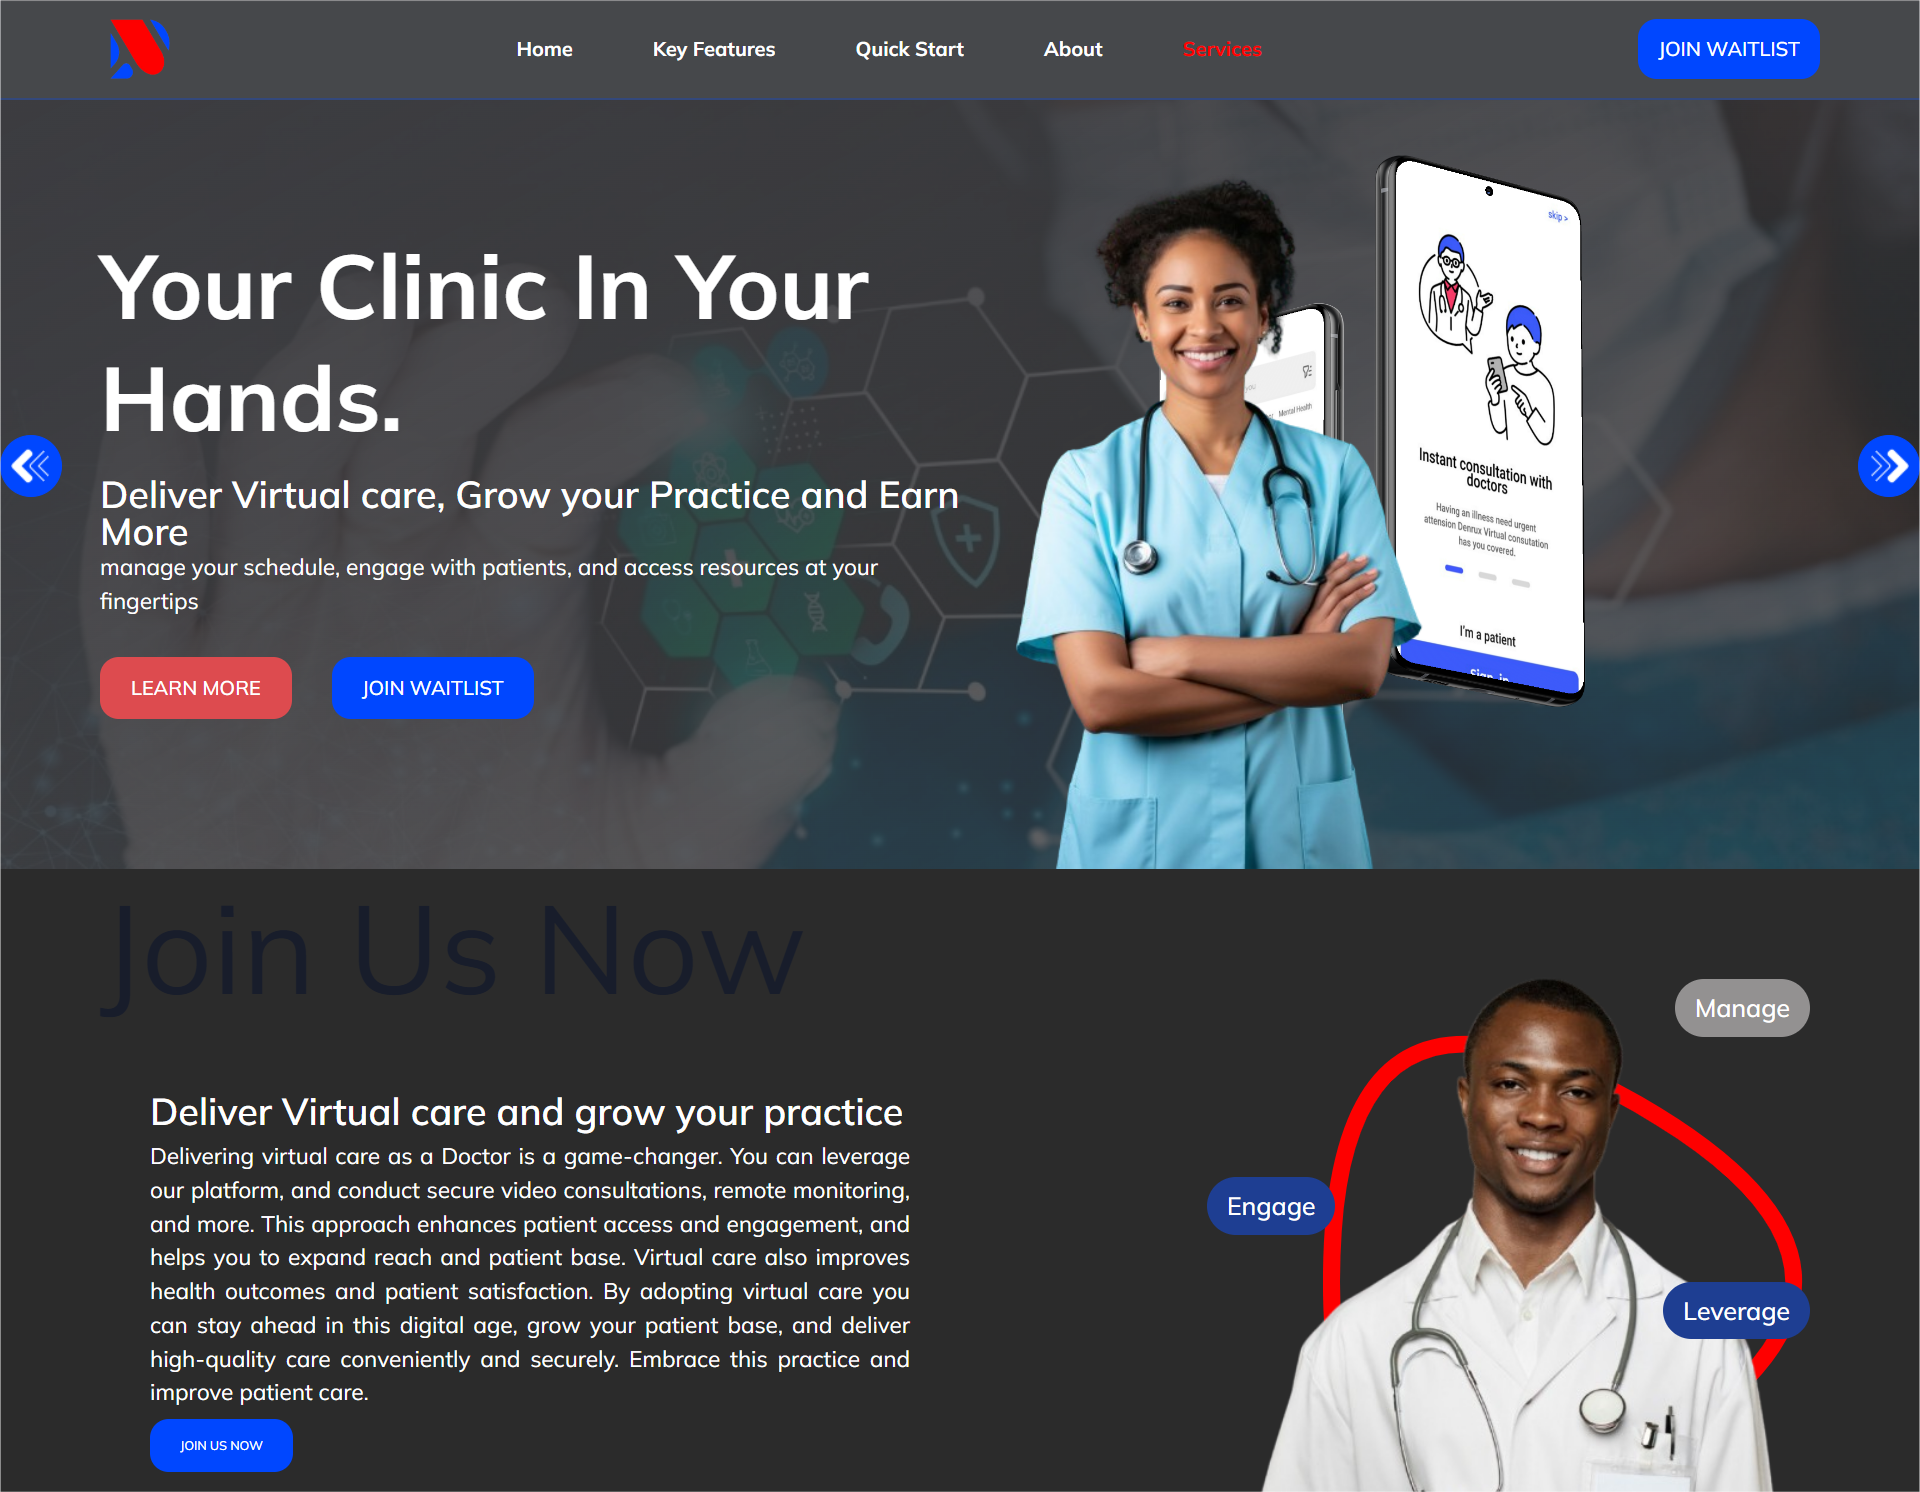 Home Key Features Quick Start About Services JOIN WAITLIST
Your Clinic In Your
Hands.
Deliver Virtual care, Grow your Practice and Earn
More
manage your schedule, engage with patients, and access resources at your
fingertips
LEARN MORE JOIN WAITLIST
you
Mental Health
skip >
Instant consultation with
doctors
Having an illness need urgent
attension Denrux Virtual consutation
has you covered.
I'm a patient
Sign in
Join Us Now
Deliver Virtual care and grow your practice
Delivering virtual care as a Doctor is a game-changer. You can leverage
our platform, and conduct secure video consultations, remote monitoring,
and more. This approach enhances patient access and engagement, and
helps you to expand reach and patient base. Virtual care also improves
health outcomes and patient satisfaction. By adopting virtual care you
can stay ahead in this digital age, grow your patient base, and deliver
high-quality care conveniently and securely. Embrace this practice and
improve patient care.
JOIN US NOW
Manage
Engage
Leverage